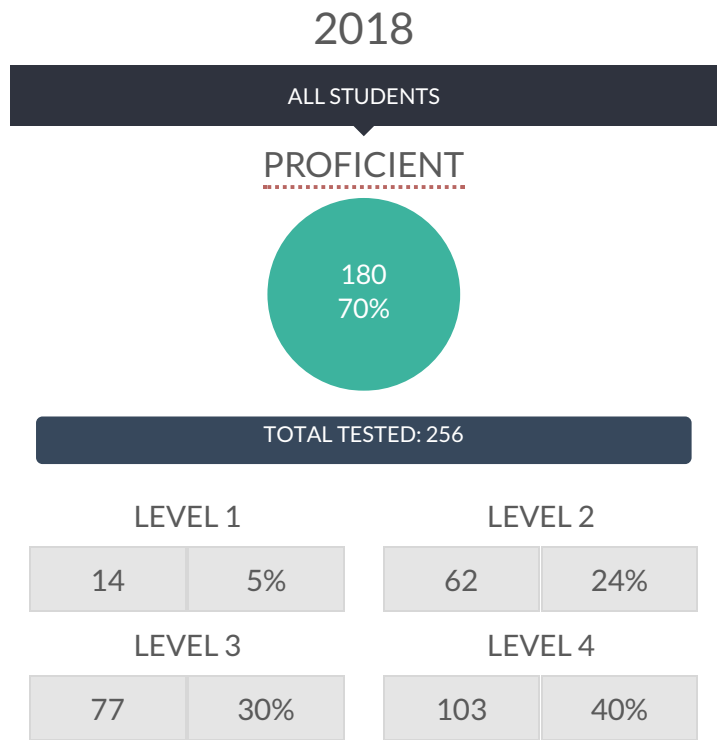 2018
ALL STUDENTS
PROFICIENT
180
70%
TOTAL TESTED: 256
LEVEL 1 LEVEL 2
14 5% 62 24%
LEVEL 3 LEVEL 4
77 30% 103 40%